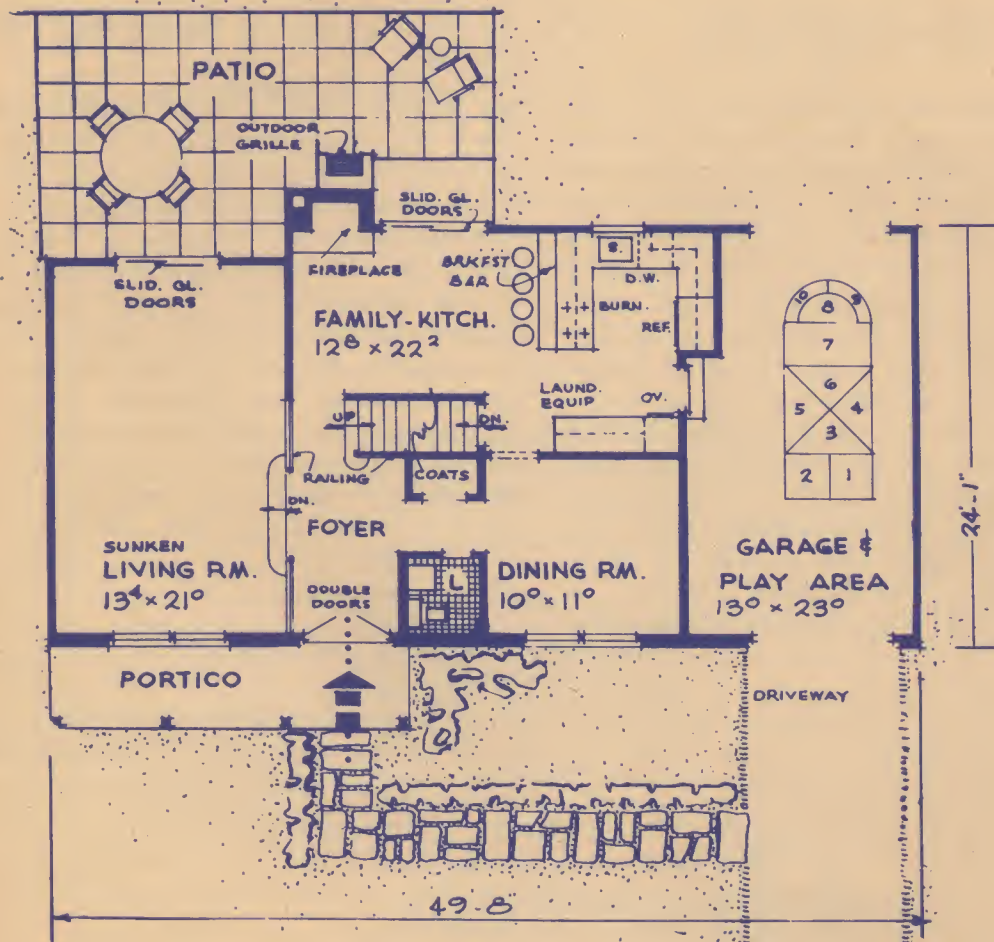 PATIO
OUTDOOR
GRILLE
SLID. GL.
DOORS
SLID. GL.
DOORS
FIREPLACE
BRKFST
BAR
S.
D.W.
BURN.
REF.
FAMILY-KITCH.
12⁸ × 22²
LAUND.
EQUIP
OV.
UP
DN.
RAILING
COATS
DN.
FOYER
SUNKEN
LIVING RM.
13⁴ × 21⁰
DOUBLE
DOORS
L
DINING RM.
10⁰ × 11⁰
10
9
8
7
6
5
4
3
2
1
GARAGE &
PLAY AREA
13⁰ × 23⁰
24'-1"
PORTICO
DRIVEWAY
49-8